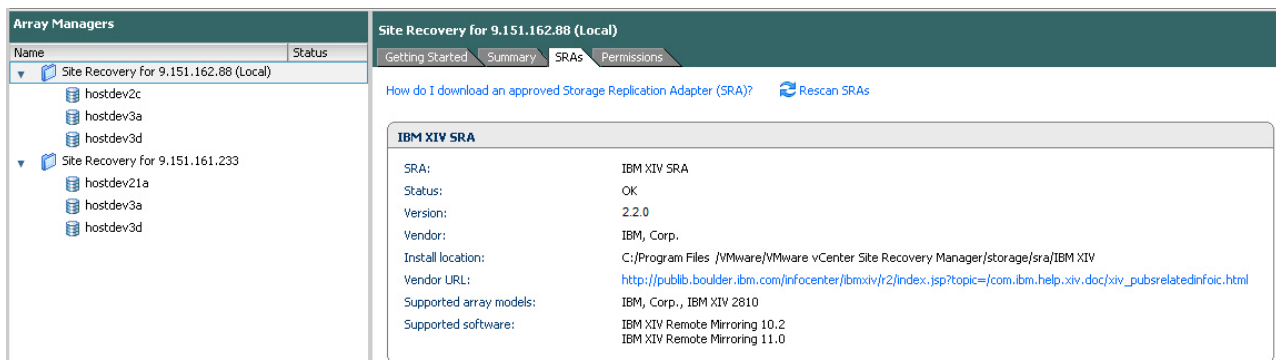 Array Managers
Name Status
Site Recovery for 9.151.162.88 (Local)
hostdev2c
hostdev3a
hostdev3d
Site Recovery for 9.151.161.233
hostdev21a
hostdev3a
hostdev3d
Site Recovery for 9.151.162.88 (Local)
Getting Started Summary SRAs Permissions
How do I download an approved Storage Replication Adapter (SRA)? Rescan SRAs
IBM XIV SRA
SRA: IBM XIV SRA
Status: OK
Version: 2.2.0
Vendor: IBM, Corp.
Install location: C:/Program Files /VMware/VMware vCenter Site Recovery Manager/storage/sra/IBM XIV
Vendor URL: http://publib.boulder.ibm.com/infocenter/ibmxiv/r2/index.jsp?topic=/com.ibm.help.xiv.doc/xiv_pubsrelatedinfoic.html
Supported array models: IBM, Corp., IBM XIV 2810
Supported software: IBM XIV Remote Mirroring 10.2
IBM XIV Remote Mirroring 11.0